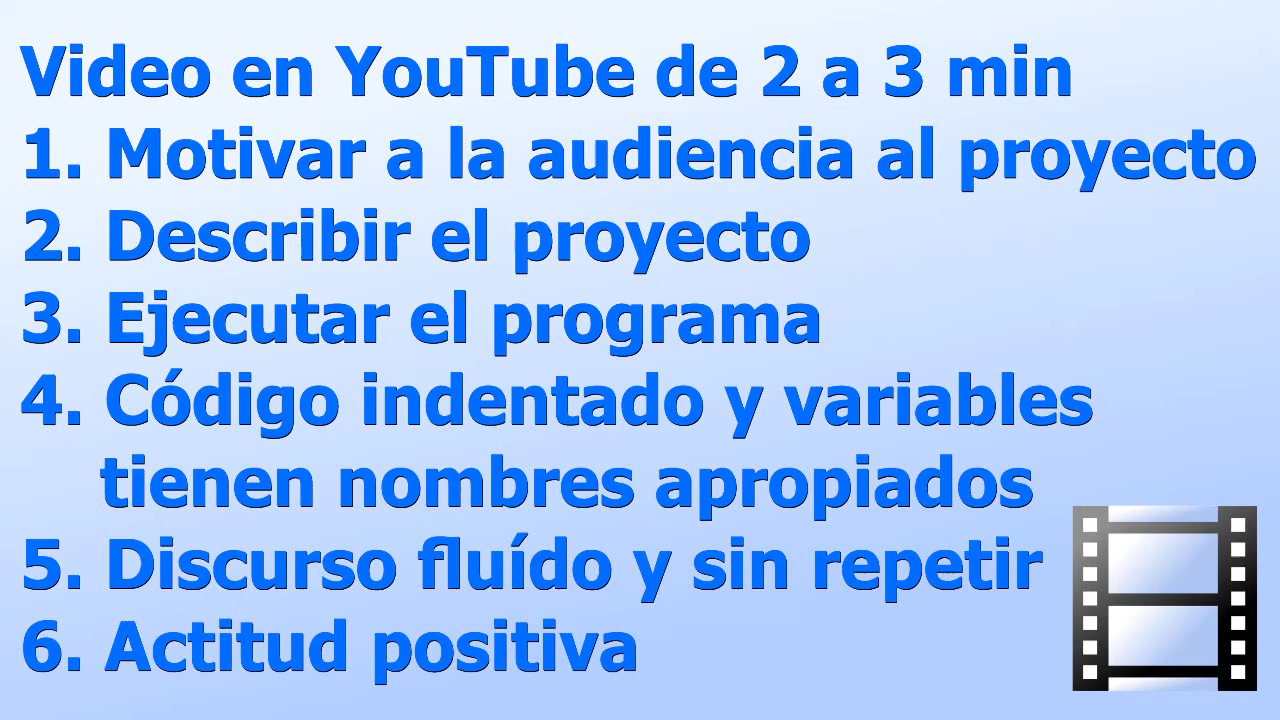 Video en YouTube de 2 a 3 min
1. Motivar a la audiencia al proyecto
2. Describir el proyecto
3. Ejecutar el programa
4. Código indentado y variables
tienen nombres apropiados
5. Discurso fluído y sin repetir
6. Actitud positiva